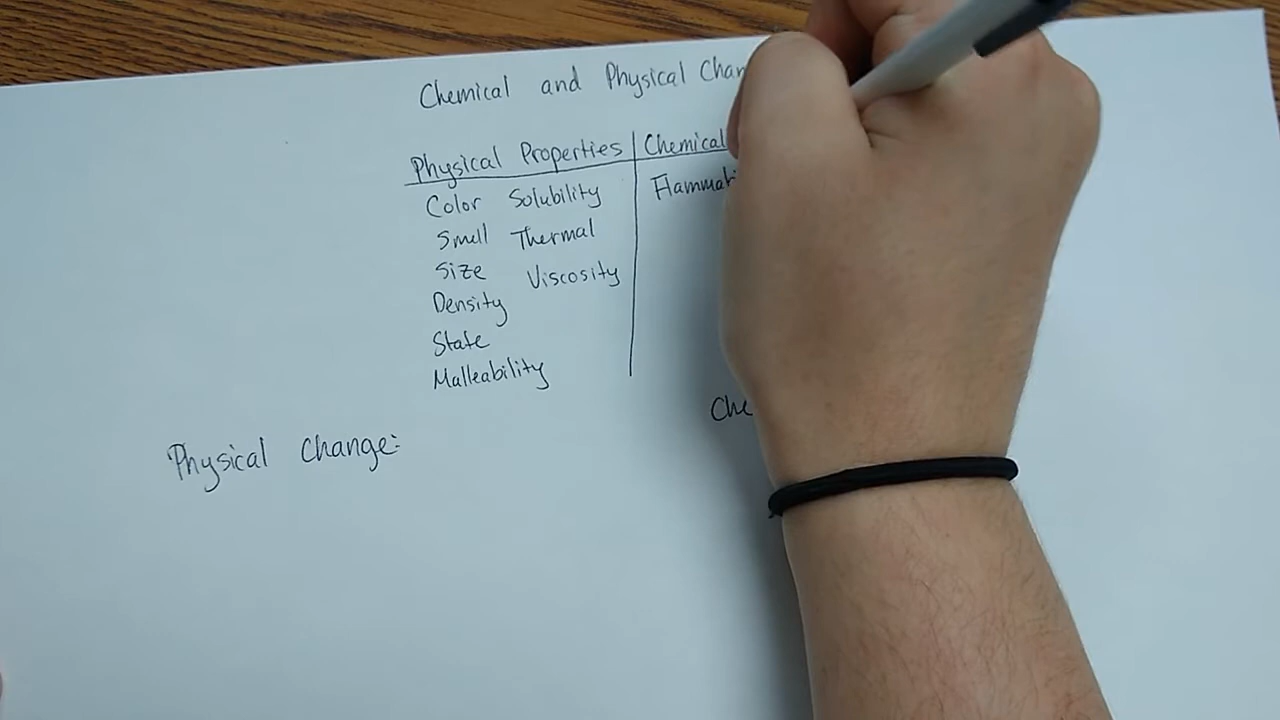 Chemical and Physical
Physical Properties Chemical
Color Solubility
Smell Thermal
Size Viscosity
Density
State
Malleability
Physical Change: